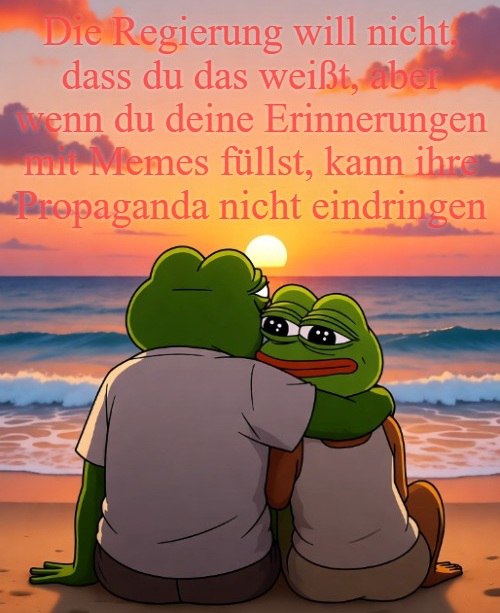 Die Regierung will nicht,
dass du das weißt, aber
wenn du deine Erinnerungen
mit Memes füllst, kann ihre
Propaganda nicht eindringen